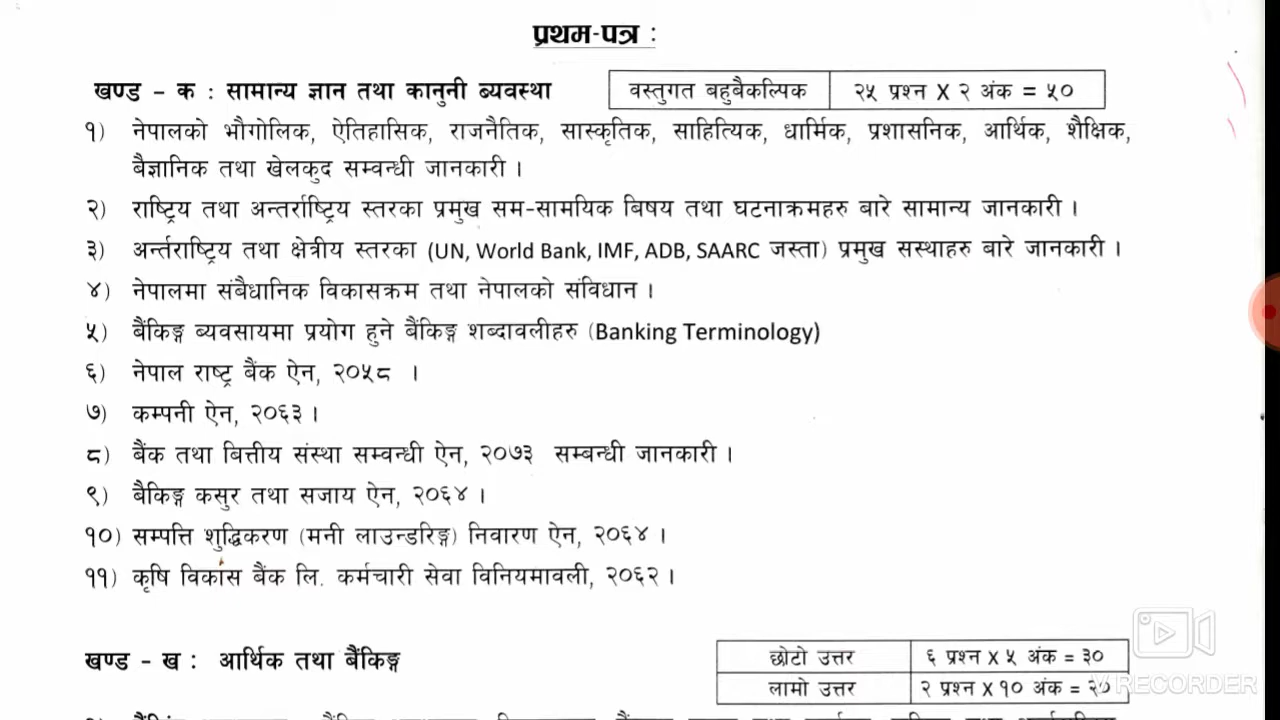 प्रथम-पत्र :
खण्ड - क : सामान्य ज्ञान तथा कानुनी ब्यवस्था वस्तुगत बहुबैकल्पिक २५ प्रश्न X २ अंक = ५०
१) नेपालको भौगोलिक, ऐतिहासिक, राजनैतिक, सास्कृतिक, साहित्यिक, धार्मिक, प्रशासनिक, आर्थिक, शैक्षिक,
बैज्ञानिक तथा खेलकुद सम्वन्धी जानकारी ।
२) राष्ट्रिय तथा अन्तर्राष्ट्रिय स्तरका प्रमुख सम-सामयिक बिषय तथा घटनाक्रमहरु बारे सामान्य जानकारी ।
३) अर्न्तराष्ट्रिय तथा क्षेत्रीय स्तरका (UN, World Bank, IMF, ADB, SAARC जस्ता) प्रमुख सस्थाहरु बारे जानकारी ।
४) नेपालमा संबैधानिक विकासक्रम तथा नेपालको संविधान ।
५) बैंकिङ्ग ब्यवसायमा प्रयोग हुने बैंकिङ्ग शब्दावलीहरु (Banking Terminology)
६) नेपाल राष्ट्र बैंक ऐन, २०५८ ।
७) कम्पनी ऐन, २०६३ ।
८) बैंक तथा बित्तीय संस्था सम्वन्धी ऐन, २०७३ सम्बन्धी जानकारी ।
९) बैकिङ्ग कसुर तथा सजाय ऐन, २०६४ ।
१०) सम्पत्ति शुद्धिकरण (मनी लाउन्डरिङ्ग) निवारण ऐन, २०६४ ।
११) कृषि विकास बैंक लि. कर्मचारी सेवा विनियमावली, २०६२ ।
खण्ड - ख : आर्थिक तथा बैंकिङ्ग छोटो उत्तर ६ प्रश्न X ५ अंक = ३०
लामो उत्तर २ प्रश्न X १० अंक = २०
V RECORDER